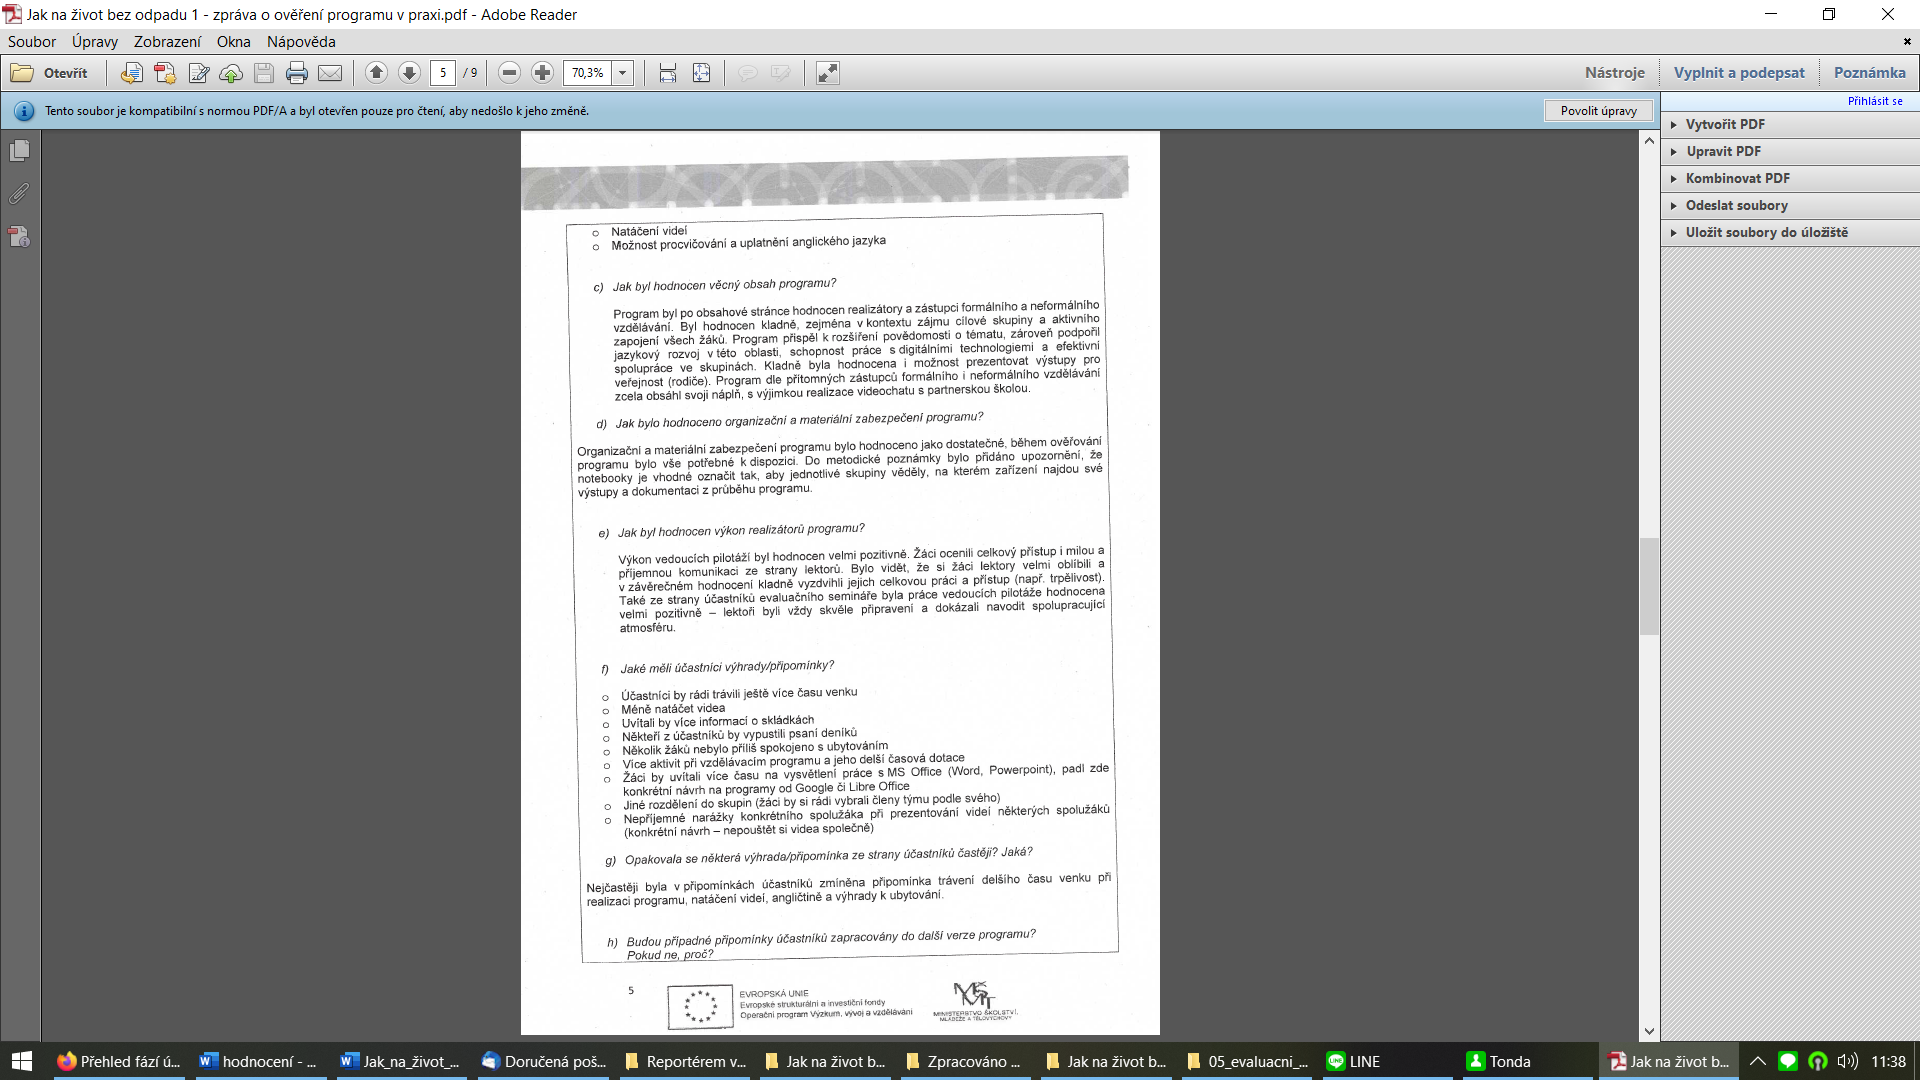 Jak na život bez odpadu 1 - zpráva o ověření programu v praxi.pdf - Adobe Reader
Soubor Úpravy Zobrazení Okna Nápověda
Otevřít 5 / 9 70,3% Nástroje Vyplnit a podepsat Poznámka
Tento soubor je kompatibilní s normou PDF/A a byl otevřen pouze pro čtení, aby nedošlo k jeho změně. Povolit úpravy
Přihlásit se
Vytvořit PDF
Upravit PDF
Kombinovat PDF
Odeslat soubory
Uložit soubory do úložiště
Natáčení videí
Možnost procvičování a uplatnění anglického jazyka
c) Jak byl hodnocen věcný obsah programu?
Program byl po obsahové stránce hodnocen realizátory a zástupci formálního a neformálního
vzdělávání. Byl hodnocen kladně, zejména v kontextu zájmu cílové skupiny a aktivního
zapojení všech žáků. Program přispěl k rozšíření povědomosti o tématu, zároveň podpořil
jazykový rozvoj v této oblasti, schopnost práce s digitálními technologiemi a efektivní
spolupráce ve skupinách. Kladně byla hodnocena i možnost prezentovat výstupy pro
veřejnost (rodiče). Program dle přítomných zástupců formálního i neformálního vzdělávání
zcela obsáhl svoji náplň, s výjimkou realizace videochatu s partnerskou školou.
d) Jak bylo hodnoceno organizační a materiální zabezpečení programu?
Organizační a materiální zabezpečení programu bylo hodnoceno jako dostatečné, během ověřování
programu bylo vše potřebné k dispozici. Do metodické poznámky bylo přidáno upozornění, že
notebooky je vhodné označit tak, aby jednotlivé skupiny věděly, na kterém zařízení najdou své
výstupy a dokumentaci z průběhu programu.
e) Jak byl hodnocen výkon realizátorů programu?
Výkon vedoucích pilotáží byl hodnocen velmi pozitivně. Žáci ocenili celkový přístup i milou a
příjemnou komunikaci ze strany lektorů. Bylo vidět, že si žáci lektory velmi oblíbili a
v závěrečném hodnocení kladně vyzdvihli jejich celkovou práci a přístup (např. trpělivost).
Také ze strany účastníků evaluačního semináře byla práce vedoucích pilotáže hodnocena
velmi pozitivně – lektoři byli vždy skvěle připravení a dokázali navodit spolupracující
atmosféru.
f) Jaké měli účastníci výhrady/připomínky?
Účastníci by rádi trávili ještě více času venku
Méně natáčet videa
Uvítali by více informací o skládkách
Někteří z účastníků by vypustili psaní deníků
Několik žáků nebylo příliš spokojeno s ubytováním
Více aktivit při vzdělávacím programu a jeho delší časová dotace
Žáci by uvítali více času na vysvětlení práce s MS Office (Word, Powerpoint), padl zde
konkrétní návrh na programy od Google či Libre Office
Jiné rozdělení do skupin (žáci by si rádi vybrali členy týmu podle svého)
Nepříjemné narážky konkrétního spolužáka při prezentování videí některých spolužáků
(konkrétní návrh – nepouštět si videa společně)
g) Opakovala se některá výhrada/připomínka ze strany účastníků častěji? Jaká?
Nejčastěji byla v připomínkách účastníků zmíněna připomínka trávení delšího času venku při
realizaci programu, natáčení videí, angličtině a výhrady k ubytování.
h) Budou případné připomínky účastníků zapracovány do další verze programu?
Pokud ne, proč?
5
EVROPSKÁ UNIE
Evropské strukturální a investiční fondy
Operační program Výzkum, vývoj a vzdělávání
MŠMT
MINISTERSTVO ŠKOLSTVÍ,
MLÁDEŽE A TĚLOVÝCHOVY
Přehled fází ú... hodnocení - ... Jak_na_život_... Doručená poš... Reportérem v... Jak na život b... Zpracováno ... Jak na život b... 05_evaluacni_... LINE Tonda Jak na život b... 11:38